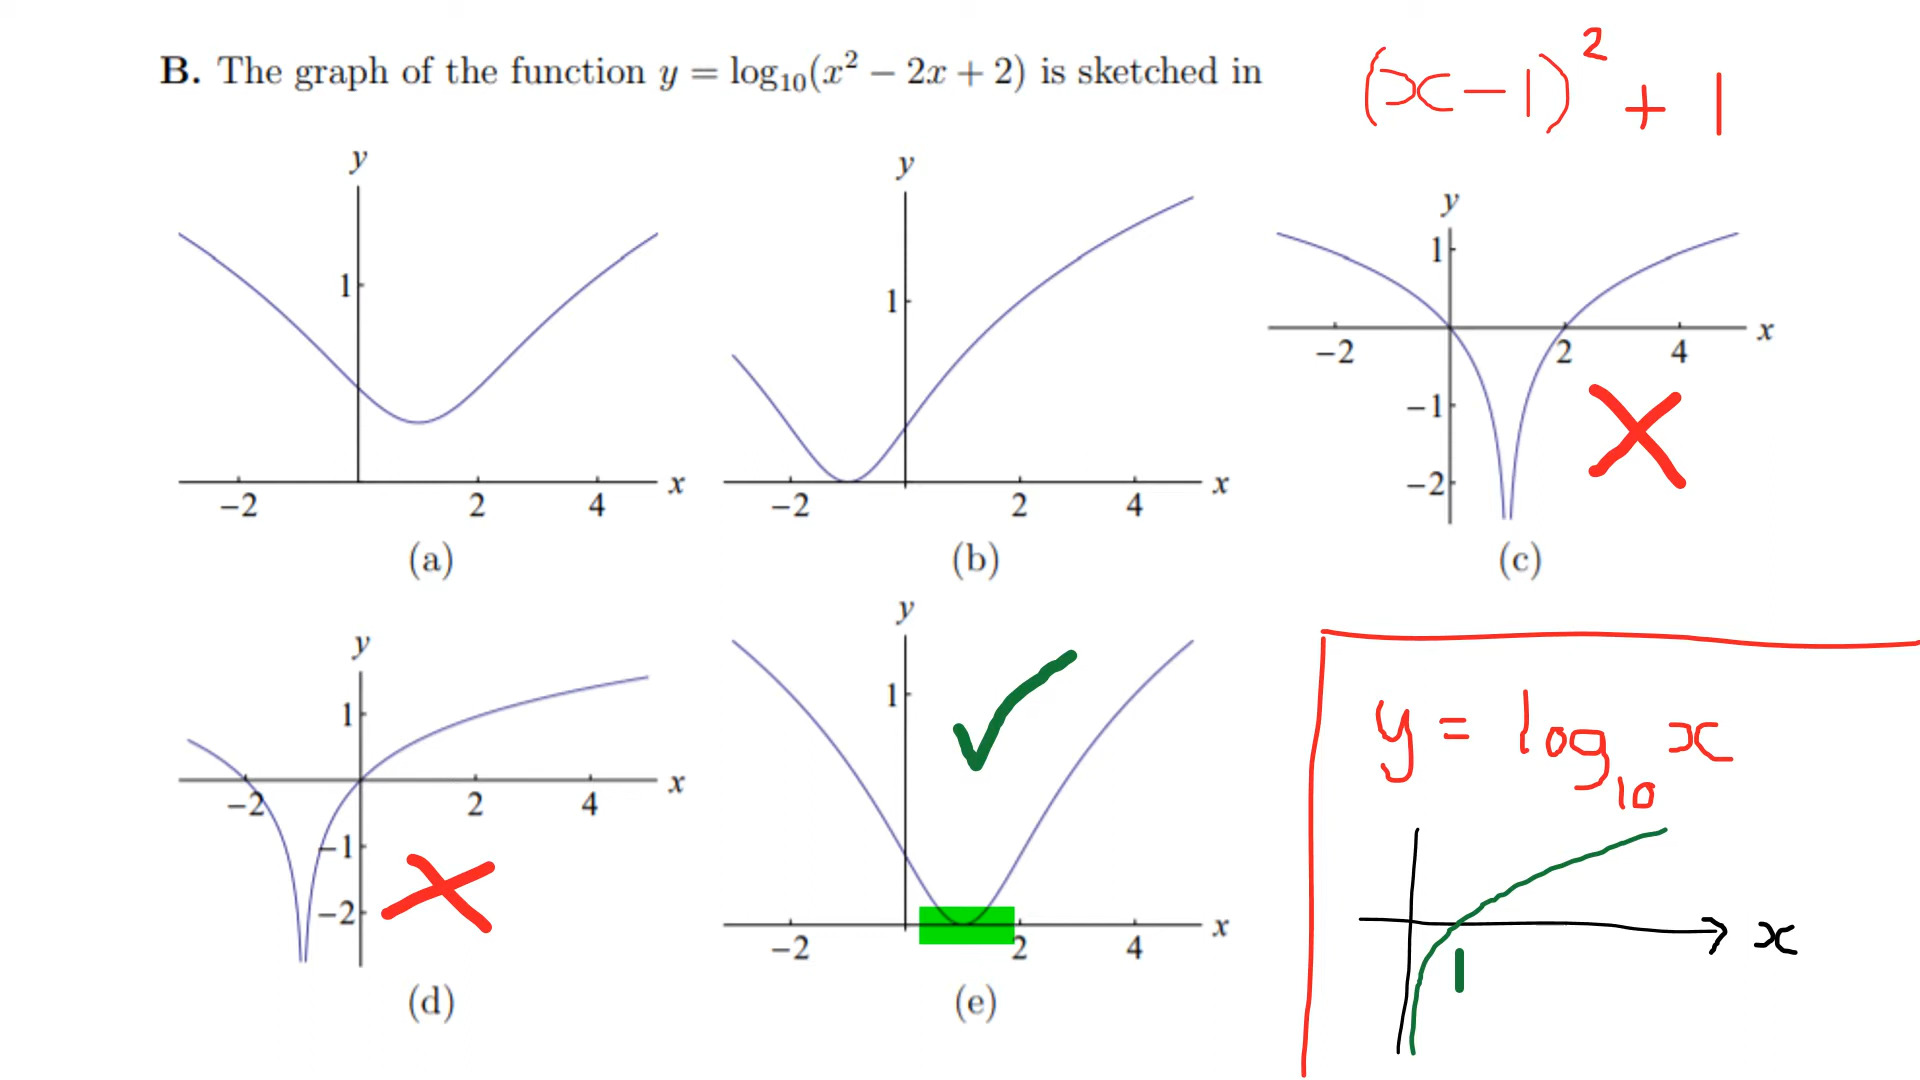 B. The graph of the function y = log₁₀(x² − 2x + 2) is sketched in
(x − 1)² + 1
y
1
−2 2 4 x
(a)
y
1
−2 2 4 x
(b)
y
1
−2 2 4 x
−1
−2
(c)
y
1
−2 2 4 x
−1
−2
(d)
y
1
−2 2 4 x
(e)
y = log₁₀ x
x
1